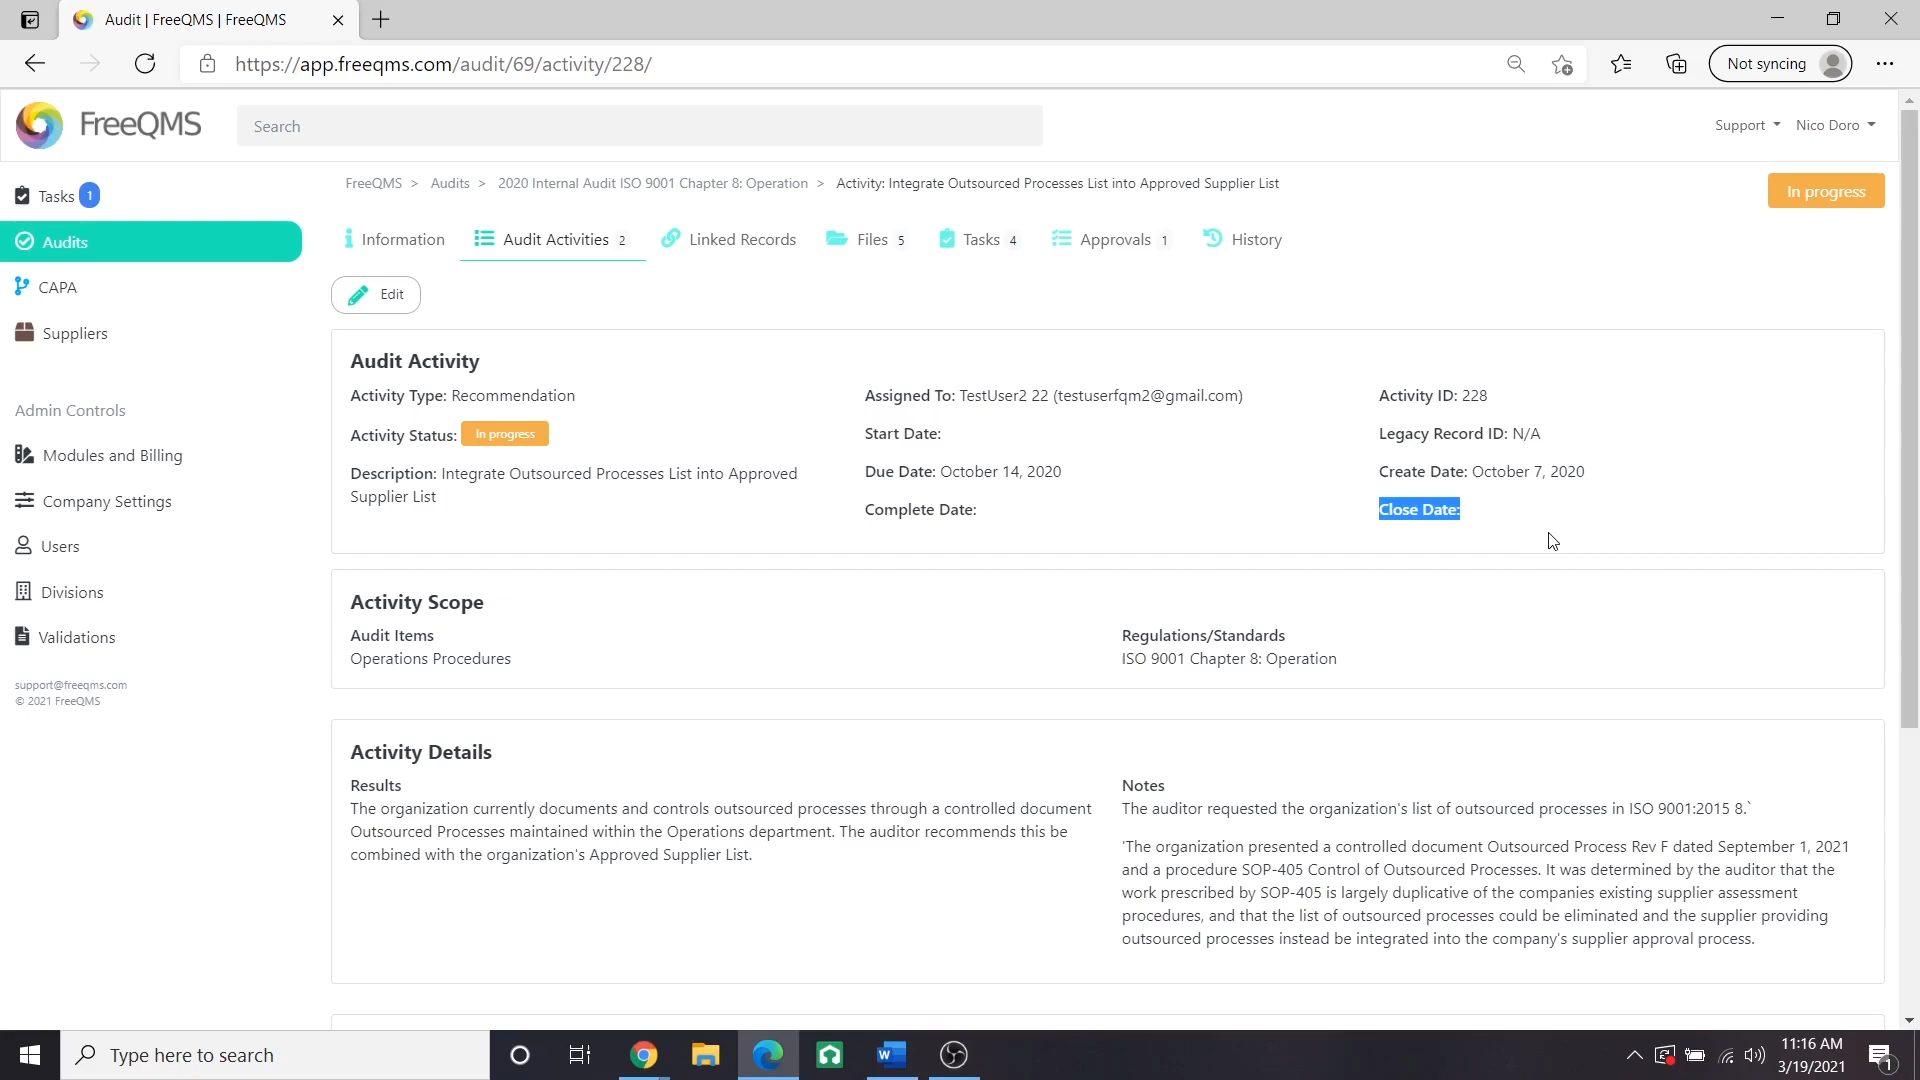 Audit | FreeQMS | FreeQMS
https://app.freeqms.com/audit/69/activity/228/
Not syncing
FreeQMS
Search
Support
Nico Doro
Tasks 1
Audits
CAPA
Suppliers
Admin Controls
Modules and Billing
Company Settings
Users
Divisions
Validations
support@freeqms.com
© 2021 FreeQMS
FreeQMS > Audits > 2020 Internal Audit ISO 9001 Chapter 8: Operation > Activity: Integrate Outsourced Processes List into Approved Supplier List
In progress
Information
Audit Activities 2
Linked Records
Files 5
Tasks 4
Approvals 1
History
Edit
Audit Activity
Activity Type: Recommendation
Activity Status: In progress
Description: Integrate Outsourced Processes List into Approved
Supplier List
Assigned To: TestUser2 22 (testuserfqm2@gmail.com)
Start Date:
Due Date: October 14, 2020
Complete Date:
Activity ID: 228
Legacy Record ID: N/A
Create Date: October 7, 2020
Close Date:
Activity Scope
Audit Items
Operations Procedures
Regulations/Standards
ISO 9001 Chapter 8: Operation
Activity Details
Results
The organization currently documents and controls outsourced processes through a controlled document
Outsourced Processes maintained within the Operations department. The auditor recommends this be
combined with the organization's Approved Supplier List.
Notes
The auditor requested the organization's list of outsourced processes in ISO 9001:2015 8.`
'The organization presented a controlled document Outsourced Process Rev F dated September 1, 2021
and a procedure SOP-405 Control of Outsourced Processes. It was determined by the auditor that the
work prescribed by SOP-405 is largely duplicative of the companies existing supplier assessment
procedures, and that the list of outsourced processes could be eliminated and the supplier providing
outsourced processes instead be integrated into the company's supplier approval process.
Type here to search
11:16 AM
3/19/2021
1